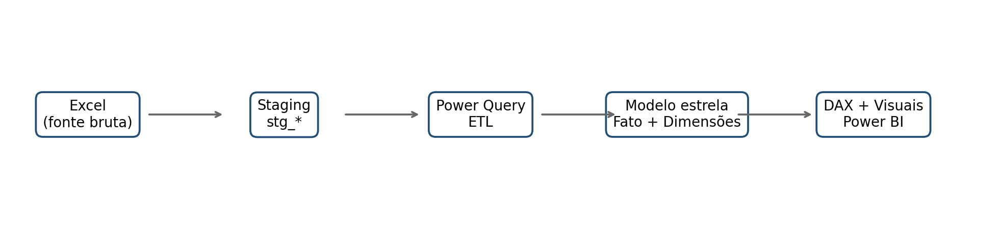 Excel
(fonte bruta)
Staging
stg_*
Power Query
ETL
Modelo estrela
Fato + Dimensões
DAX + Visuais
Power BI